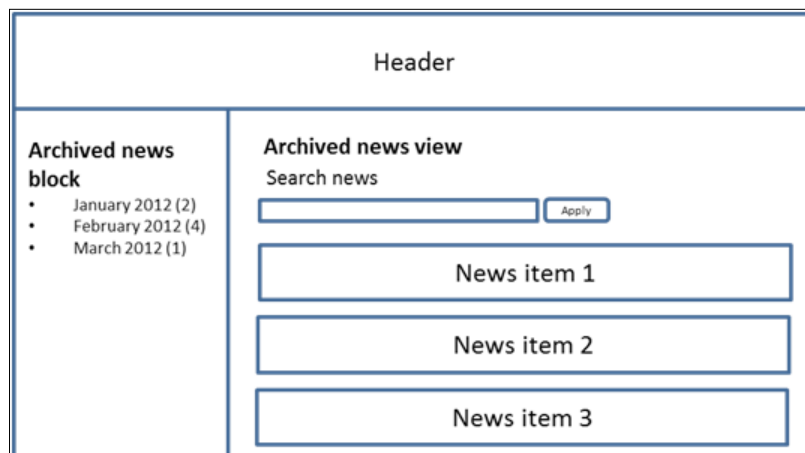 Header
Archived news
block
• January 2012 (2)
• February 2012 (4)
• March 2012 (1)
Archived news view
Search news
Apply
News item 1
News item 2
News item 3